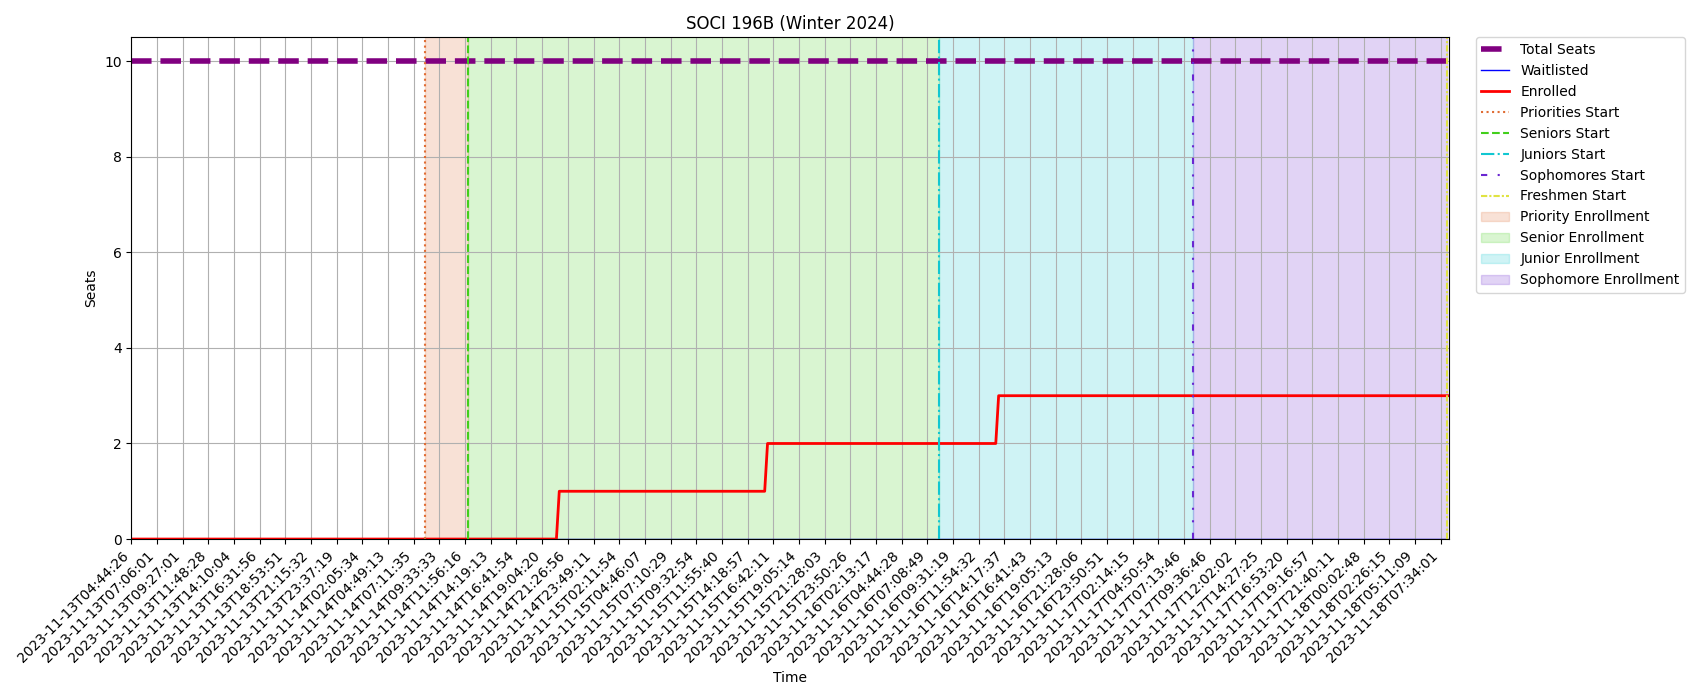 SOCI 196B (Winter 2024)
Seats
10
8
6
4
2
0
2023-11-13T04:44:26
2023-11-13T07:06:01
2023-11-13T09:27:01
2023-11-13T11:48:28
2023-11-13T14:10:04
2023-11-13T16:31:56
2023-11-13T18:53:51
2023-11-13T21:15:32
2023-11-13T23:37:19
2023-11-14T02:05:34
2023-11-14T04:49:13
2023-11-14T07:11:35
2023-11-14T09:33:33
2023-11-14T11:56:16
2023-11-14T14:19:13
2023-11-14T16:41:54
2023-11-14T19:04:20
2023-11-14T21:26:56
2023-11-14T23:49:11
2023-11-15T02:11:54
2023-11-15T04:46:07
2023-11-15T07:10:29
2023-11-15T09:32:54
2023-11-15T11:55:40
2023-11-15T14:18:57
2023-11-15T16:42:11
2023-11-15T19:05:14
2023-11-15T21:28:03
2023-11-15T23:50:26
2023-11-16T02:13:17
2023-11-16T04:44:28
2023-11-16T07:08:49
2023-11-16T09:31:19
2023-11-16T11:54:32
2023-11-16T14:17:37
2023-11-16T16:41:43
2023-11-16T19:05:13
2023-11-16T21:28:06
2023-11-16T23:50:51
2023-11-17T02:14:15
2023-11-17T04:50:54
2023-11-17T07:13:46
2023-11-17T09:36:46
2023-11-17T12:02:02
2023-11-17T14:27:25
2023-11-17T16:53:20
2023-11-17T19:16:57
2023-11-17T21:40:11
2023-11-18T00:02:48
2023-11-18T02:26:15
2023-11-18T05:11:09
2023-11-18T07:34:01
Time
Total Seats
Waitlisted
Enrolled
Priorities Start
Seniors Start
Juniors Start
Sophomores Start
Freshmen Start
Priority Enrollment
Senior Enrollment
Junior Enrollment
Sophomore Enrollment